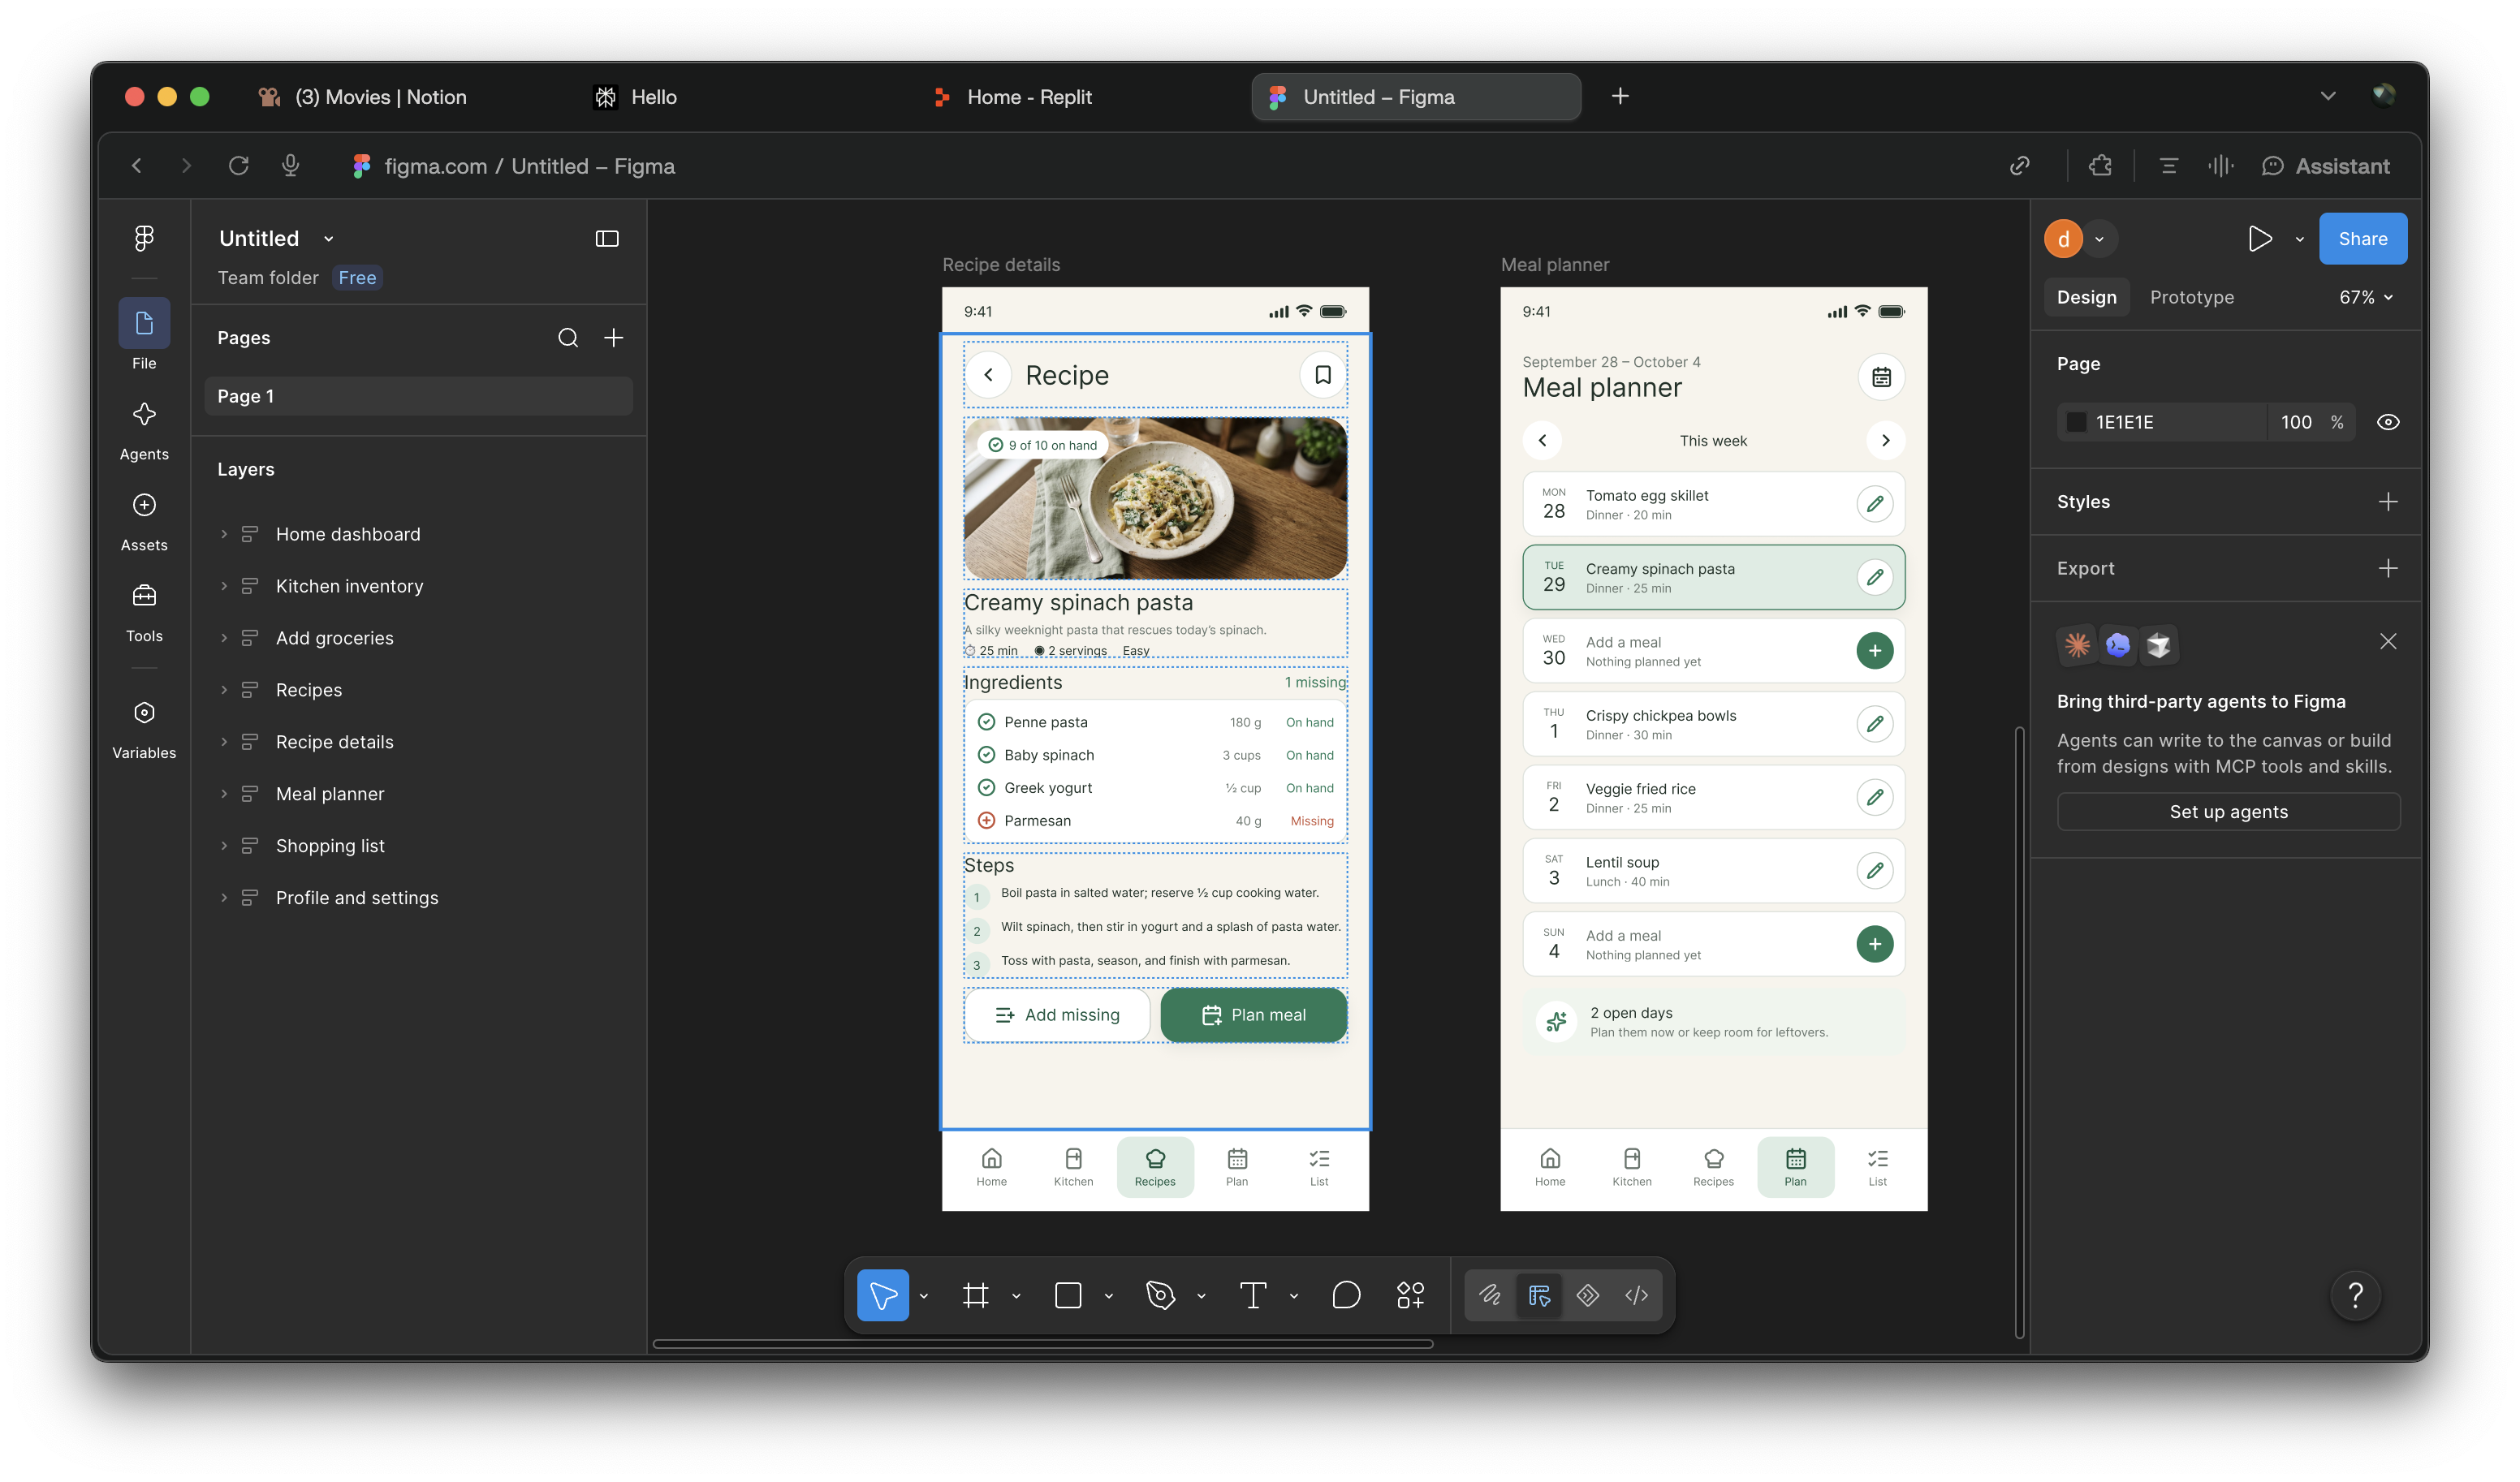 (3) Movies | Notion
Hello
Home - Replit
Untitled – Figma
figma.com / Untitled – Figma
Assistant
Untitled
Team folder Free
File
Agents
Assets
Tools
Variables
Pages
Page 1
Layers
Home dashboard
Kitchen inventory
Add groceries
Recipes
Recipe details
Meal planner
Shopping list
Profile and settings
Recipe details
9:41
Recipe
9 of 10 on hand
Creamy spinach pasta
A silky weeknight pasta that rescues today’s spinach.
25 min 2 servings Easy
Ingredients 1 missing
Penne pasta 180 g On hand
Baby spinach 3 cups On hand
Greek yogurt ½ cup On hand
Parmesan 40 g Missing
Steps
1 Boil pasta in salted water; reserve ½ cup cooking water.
2 Wilt spinach, then stir in yogurt and a splash of pasta water.
3 Toss with pasta, season, and finish with parmesan.
Add missing Plan meal
Home Kitchen Recipes Plan List
Meal planner
9:41
September 28 – October 4
Meal planner
This week
MON
28
Tomato egg skillet
Dinner · 20 min
TUE
29
Creamy spinach pasta
Dinner · 25 min
WED
30
Add a meal
Nothing planned yet
THU
1
Crispy chickpea bowls
Dinner · 30 min
FRI
2
Veggie fried rice
Dinner · 25 min
SAT
3
Lentil soup
Lunch · 40 min
SUN
4
Add a meal
Nothing planned yet
2 open days
Plan them now or keep room for leftovers.
Home Kitchen Recipes Plan List
d
Share
Design Prototype 67%
Page
1E1E1E 100 %
Styles
Export
Bring third-party agents to Figma
Agents can write to the canvas or build
from designs with MCP tools and skills.
Set up agents
?